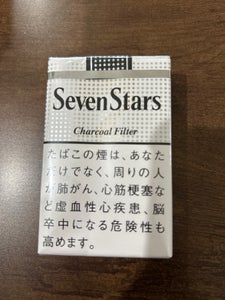 SevenStars
Charcoal Filter
たばこの煙は、あなた
だけでなく、周りの人
が肺がん、心筋梗塞な
ど虚血性心疾患、脳
卒中になる危険性も
高めます。